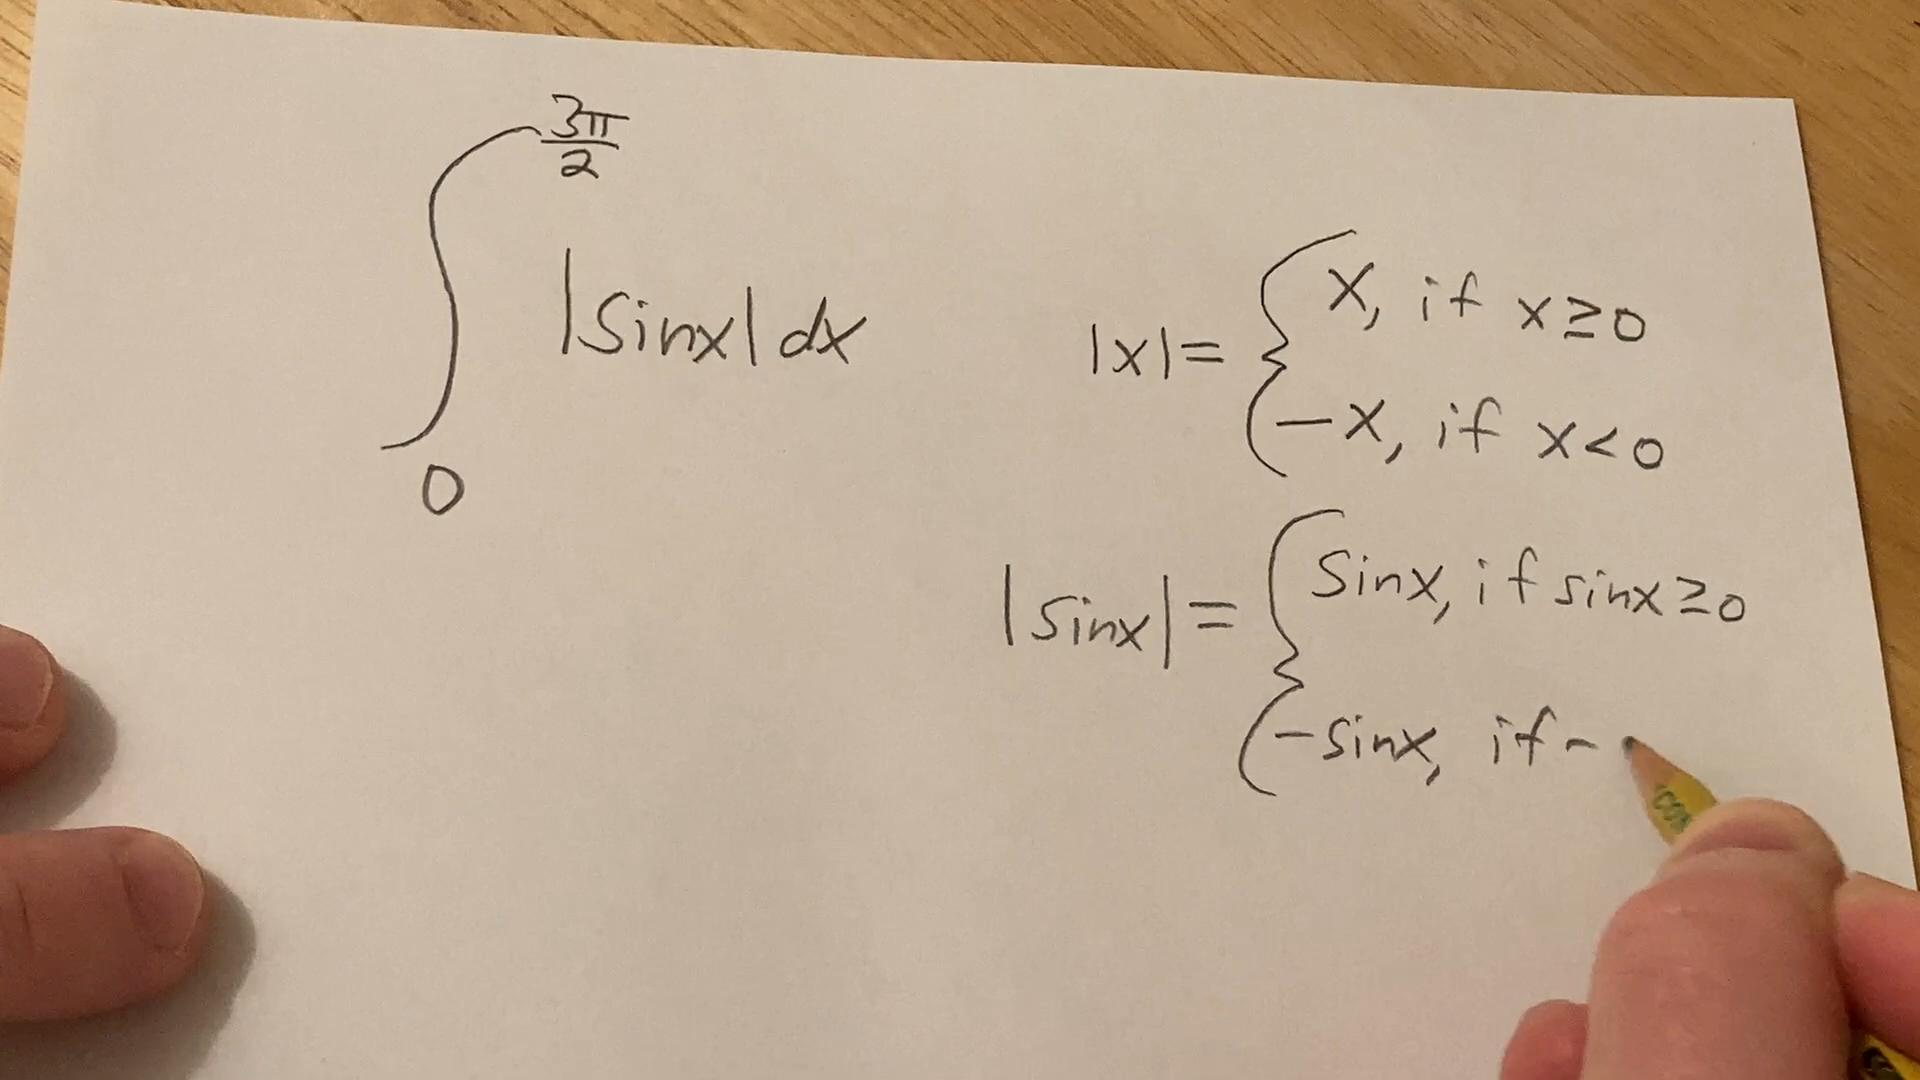 ∫₀^(3π/2) |sinx| dx
|x| = { x, if x ≥ 0
-x, if x < 0
|sinx| = { sinx, if sinx ≥ 0
-sinx, if -